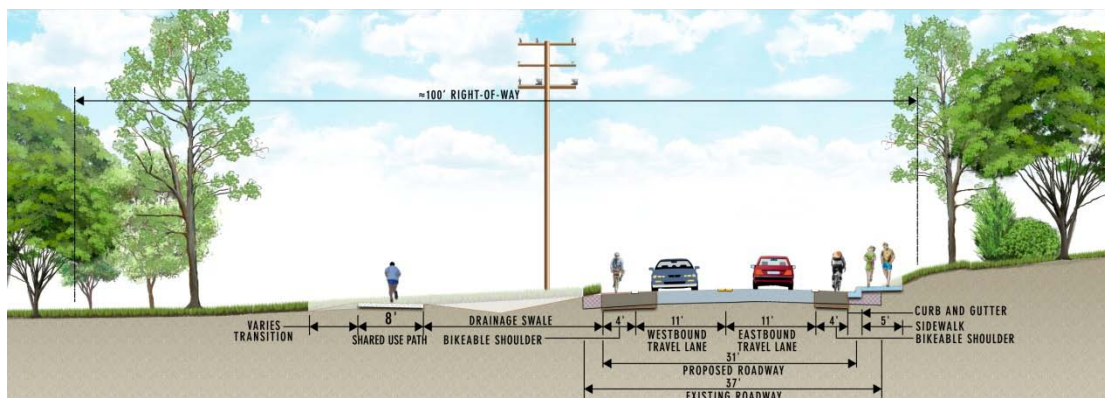 ≈100' RIGHT-OF-WAY
VARIES
TRANSITION
8'
SHARED USE PATH
DRAINAGE SWALE
BIKEABLE SHOULDER
4'
11'
WESTBOUND
TRAVEL LANE
11'
EASTBOUND
TRAVEL LANE
4'
5'
CURB AND GUTTER
SIDEWALK
BIKEABLE SHOULDER
31'
PROPOSED ROADWAY
37'
EXISTING ROADWAY